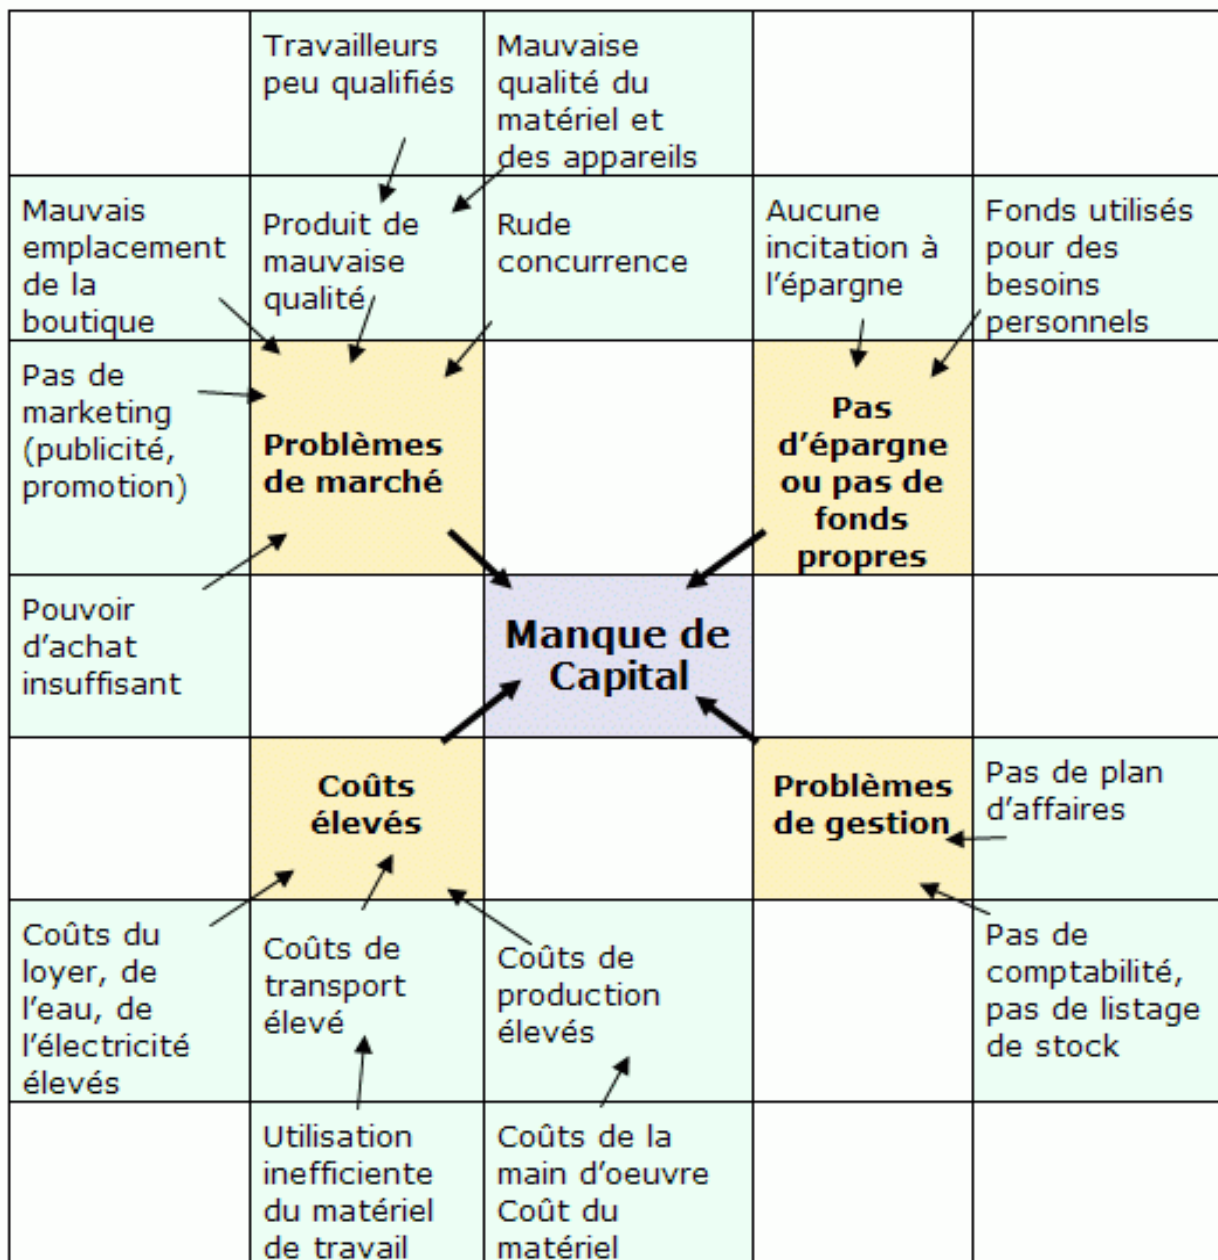 Travailleurs
peu qualifiés
Mauvaise
qualité du
matériel et
des appareils
Mauvais
emplacement
de la
boutique
Produit de
mauvaise
qualité
Rude
concurrence
Aucune
incitation à
l'épargne
Fonds utilisés
pour des
besoins
personnels
Pas de
marketing
(publicité,
promotion)
Problèmes
de marché
Pas
d'épargne
ou pas de
fonds
propres
Pouvoir
d'achat
insuffisant
Manque de
Capital
Coûts
élevés
Problèmes
de gestion
Pas de plan
d'affaires
Coûts du
loyer, de
l'eau, de
l'électricité
élevés
Coûts de
transport
élevé
Coûts de
production
élevés
Pas de
comptabilité,
pas de listage
de stock
Utilisation
inefficiente
du matériel
de travail
Coûts de la
main d'oeuvre
Coût du
matériel